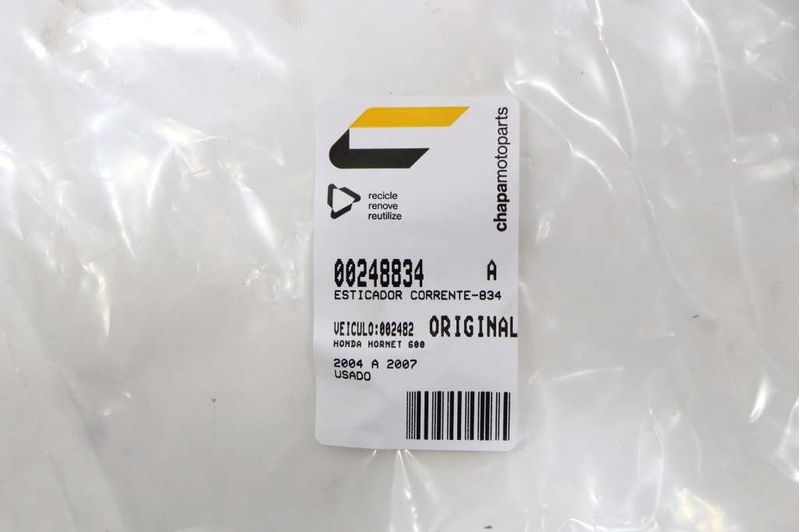 chapamotoparts
recicle
renove
reutilize
00248834 A
ESTICADOR CORRENTE-834
VEICULO:002482 ORIGINAL
HONDA HORNET 600
2004 A 2007
USADO